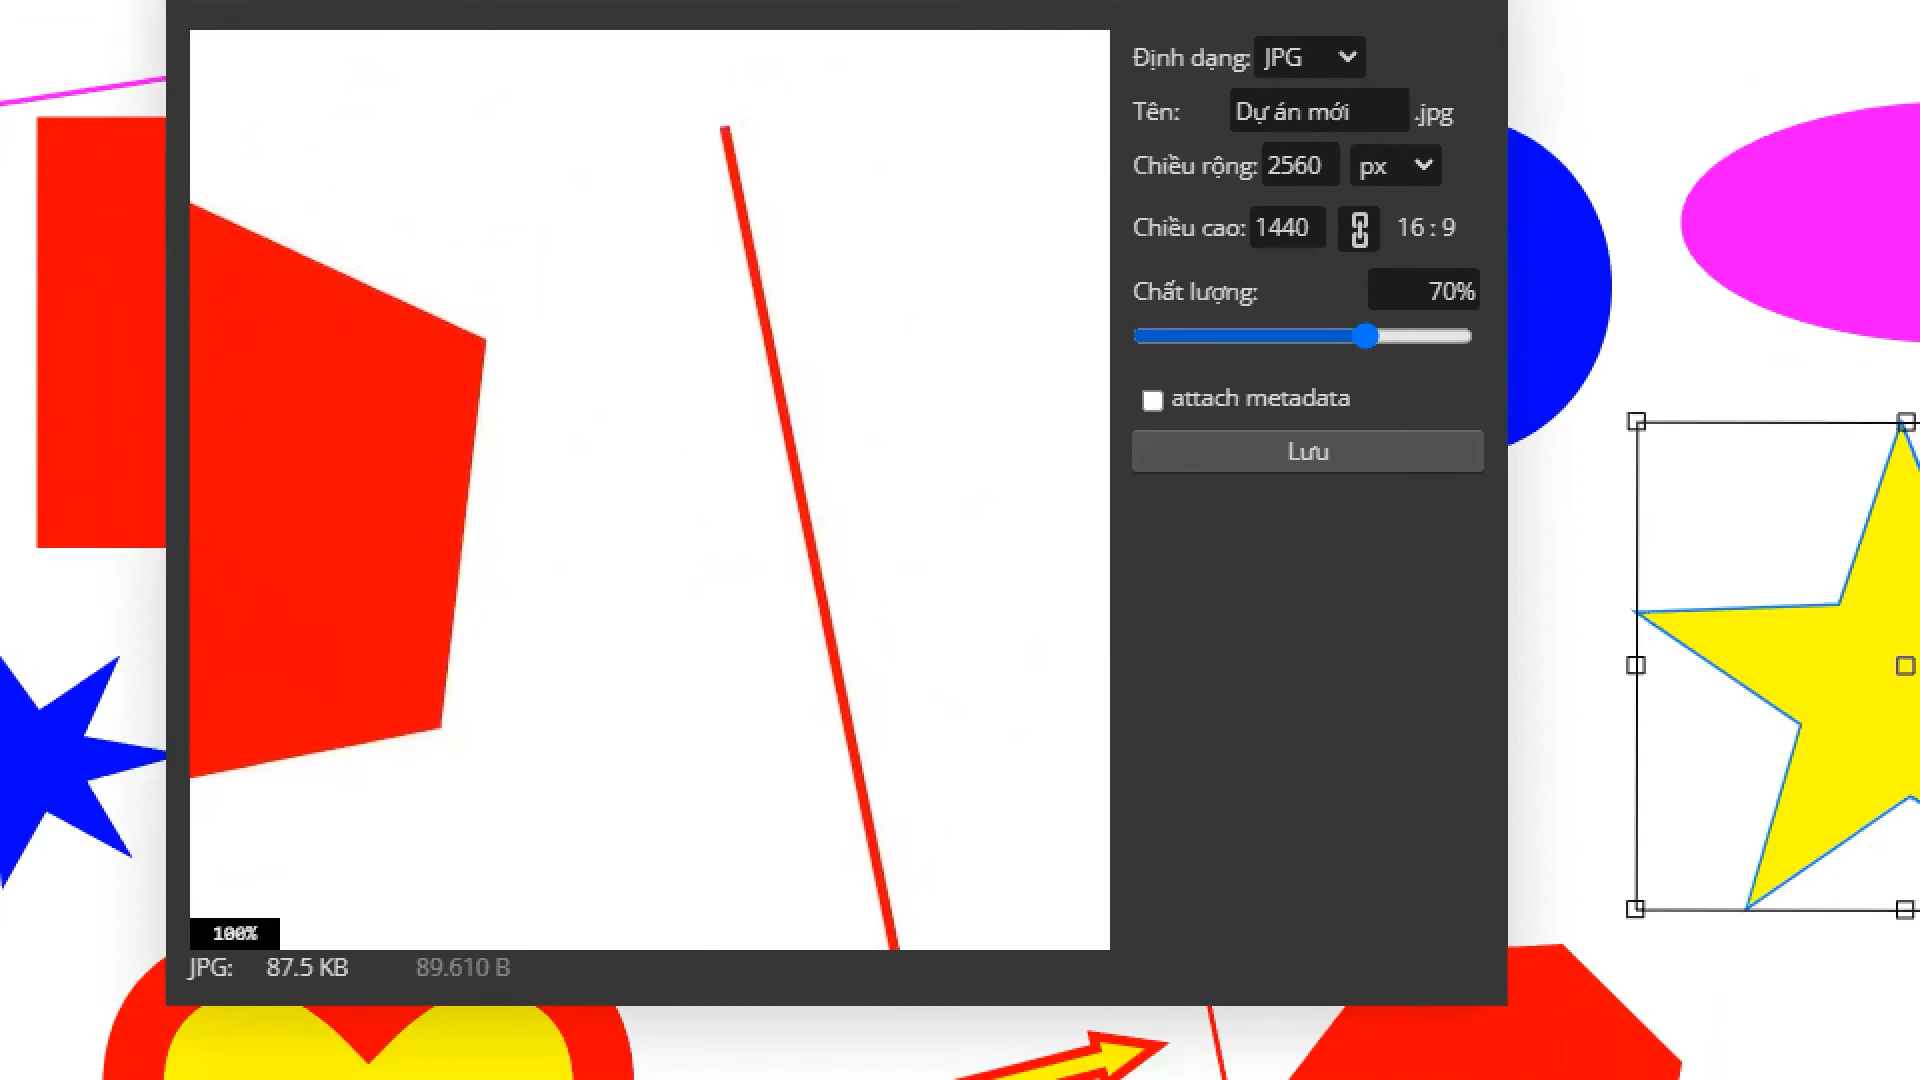 Định dạng: JPG
Tên: Dự án mới .jpg
Chiều rộng: 2560 px
Chiều cao: 1440 16 : 9
Chất lượng: 70%
attach metadata
Lưu
100%
JPG: 87.5 KB 89.610 B